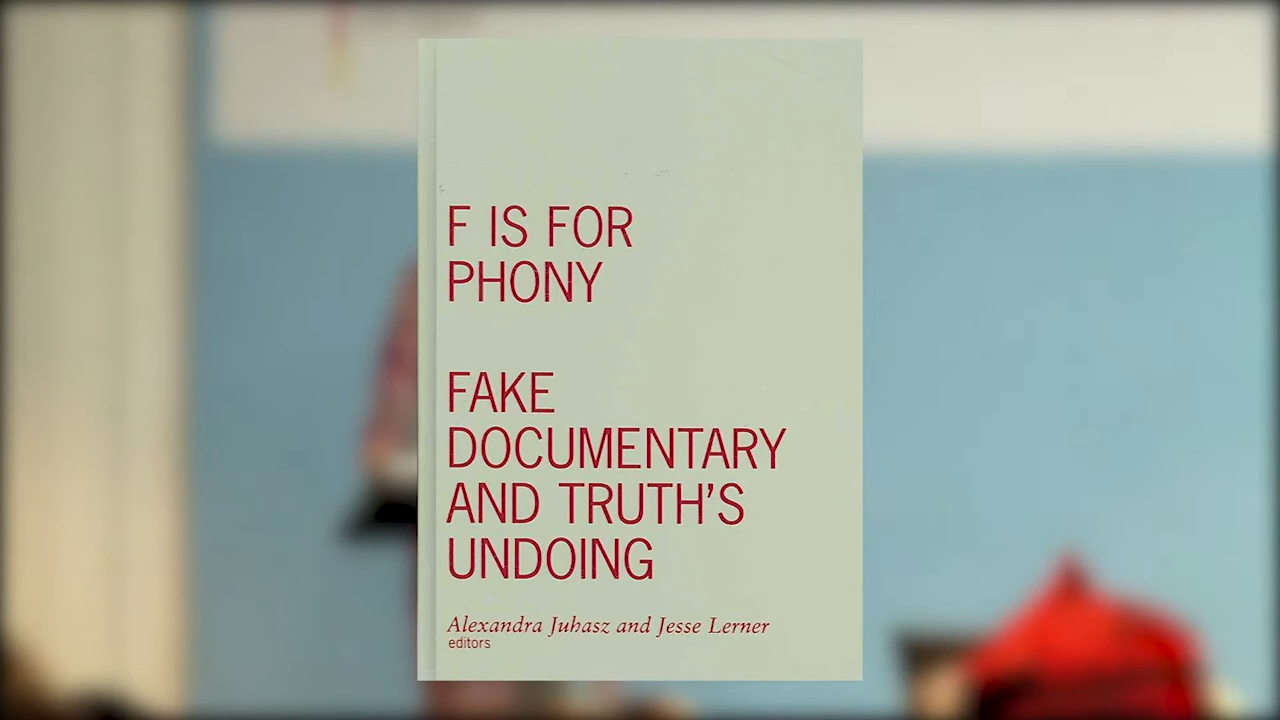 F IS FOR
PHONY
FAKE
DOCUMENTARY
AND TRUTH'S
UNDOING
Alexandra Juhasz and Jesse Lerner
editors